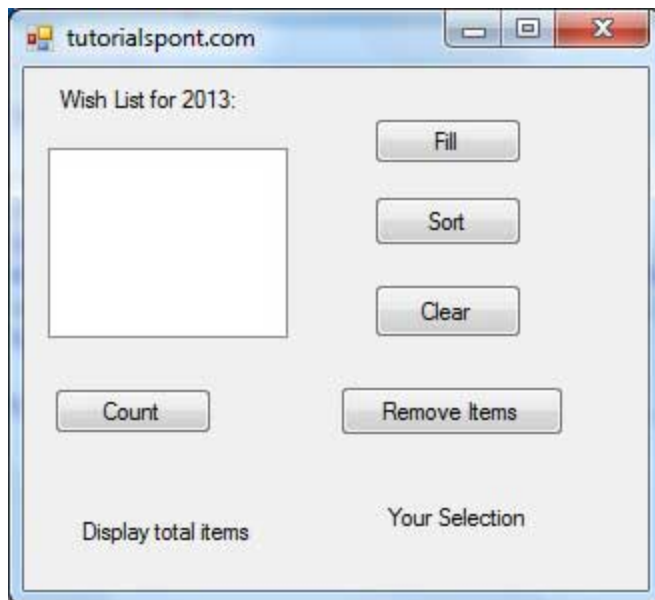 tutorialspont.com
Wish List for 2013:
Fill
Sort
Clear
Count
Remove Items
Display total items
Your Selection